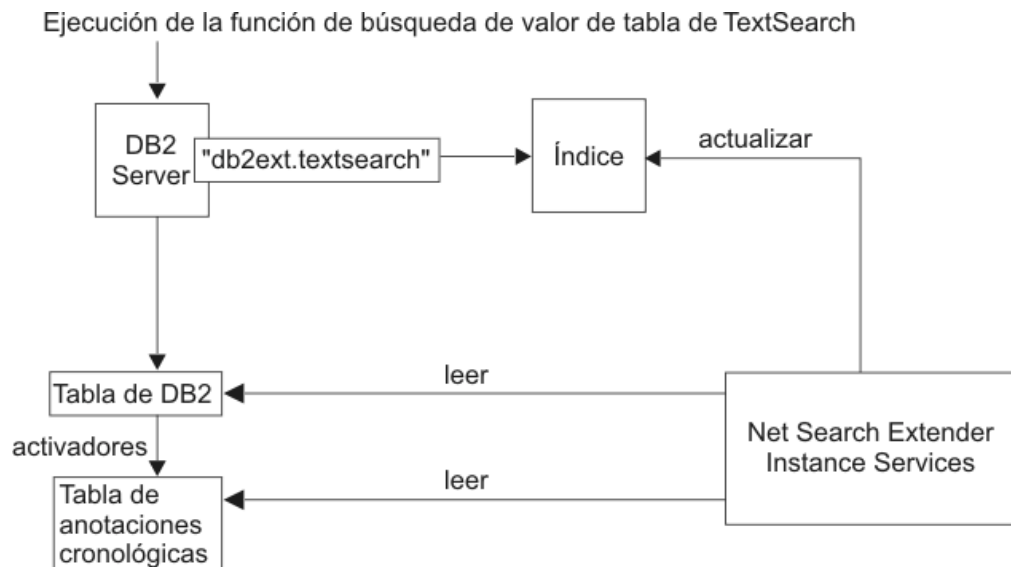 Ejecución de la función de búsqueda de valor de tabla de TextSearch
DB2
Server
"db2ext.textsearch"
Índice
actualizar
Tabla de DB2
leer
activadores
Net Search Extender
Instance Services
leer
Tabla de
anotaciones
cronológicas